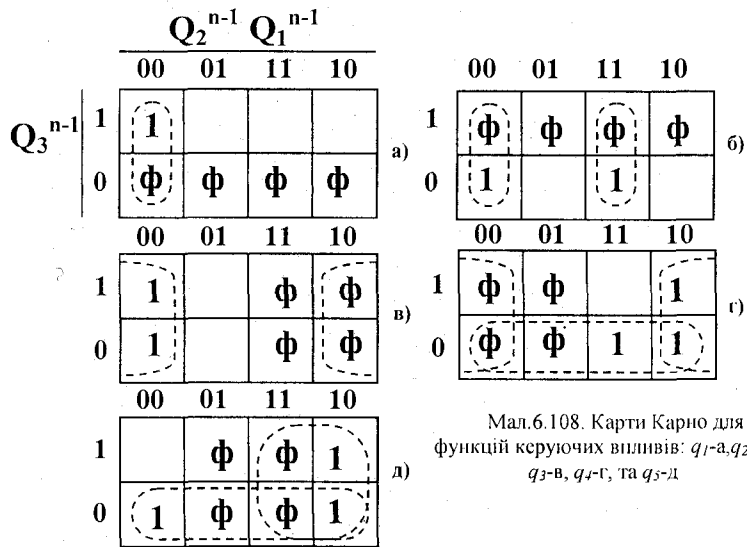 Q₂ⁿ⁻¹ Q₁ⁿ⁻¹
00 01 11 10
Q₃ⁿ⁻¹
1 1
0 ф ф ф ф
а)
00 01 11 10
1 ф ф ф ф
0 1 1
б)
00 01 11 10
1 1 ф ф
0 1 ф ф
в)
00 01 11 10
1 ф ф 1
0 ф ф 1 1
г)
00 01 11 10
1 ф ф 1
0 1 ф ф 1
д)
Мал.6.108. Карти Карно для
функцій керуючих впливів: q₁-а,q₂
q₃-в, q₄-г, та q₅-д